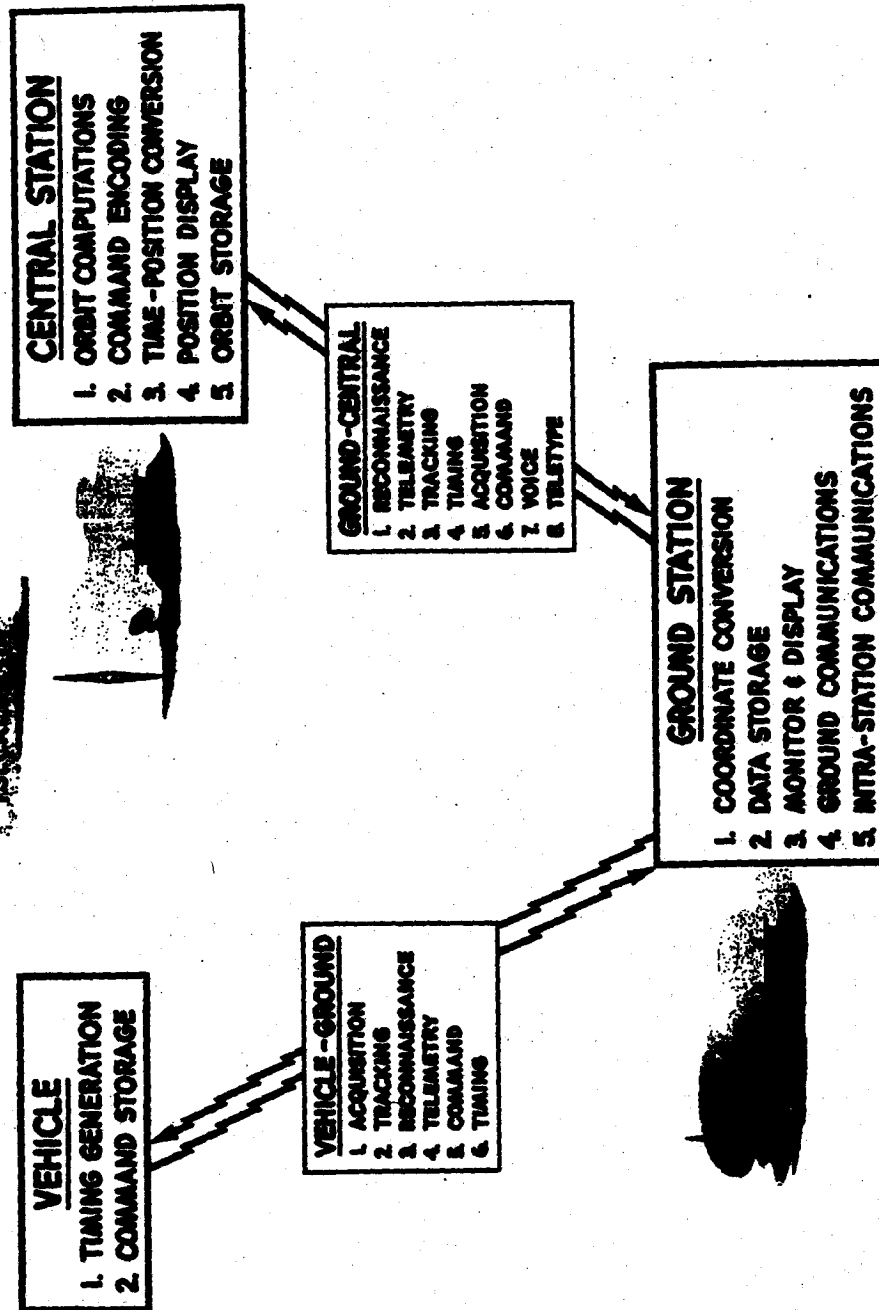 VEHICLE
1. TIMING GENERATION
2. COMMAND STORAGE
CENTRAL STATION
1. ORBIT COMPUTATIONS
2. COMMAND ENCODING
3. TIME-POSITION CONVERSION
4. POSITION DISPLAY
5. ORBIT STORAGE
VEHICLE-GROUND
1. ACQUISITION
2. TRACKING
3. RECONNAISSANCE
4. TELEMETRY
5. COMMAND
6. TIMING
GROUND-CENTRAL
1. RECONNAISSANCE
2. TELEMETRY
3. TRACKING
4. TIMING
5. ACQUISITION
6. COMMAND
7. VOICE
8. TELETYPE
GROUND STATION
1. COORDINATE CONVERSION
2. DATA STORAGE
3. MONITOR & DISPLAY
4. GROUND COMMUNICATIONS
5. INTRA-STATION COMMUNICATIONS